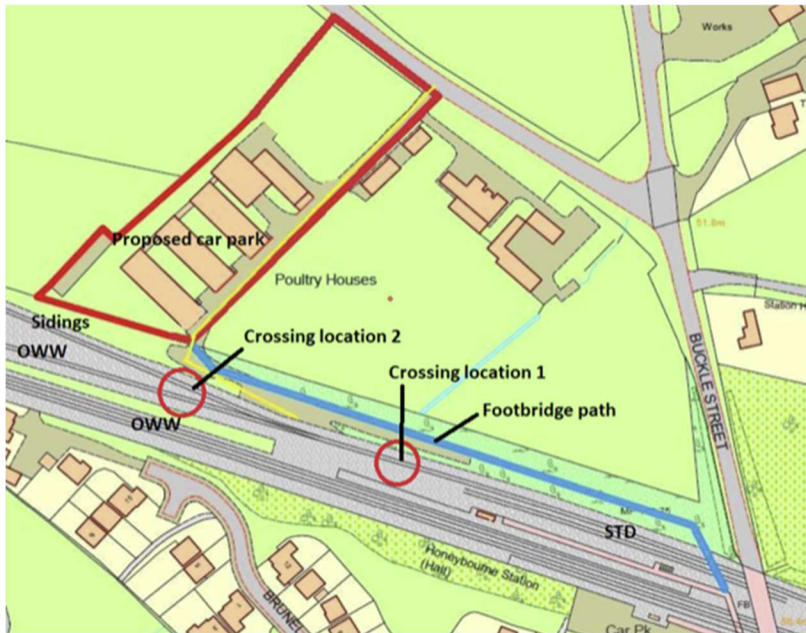 Works
51.8m
Proposed car park
Poultry Houses
Station H
Sidings
Crossing location 2
OWW
BUCKLE STREET
Crossing location 1
Footbridge path
OWW
STD
Honeybourne Station
(Halt)
FB
BRUNE
Car Pk